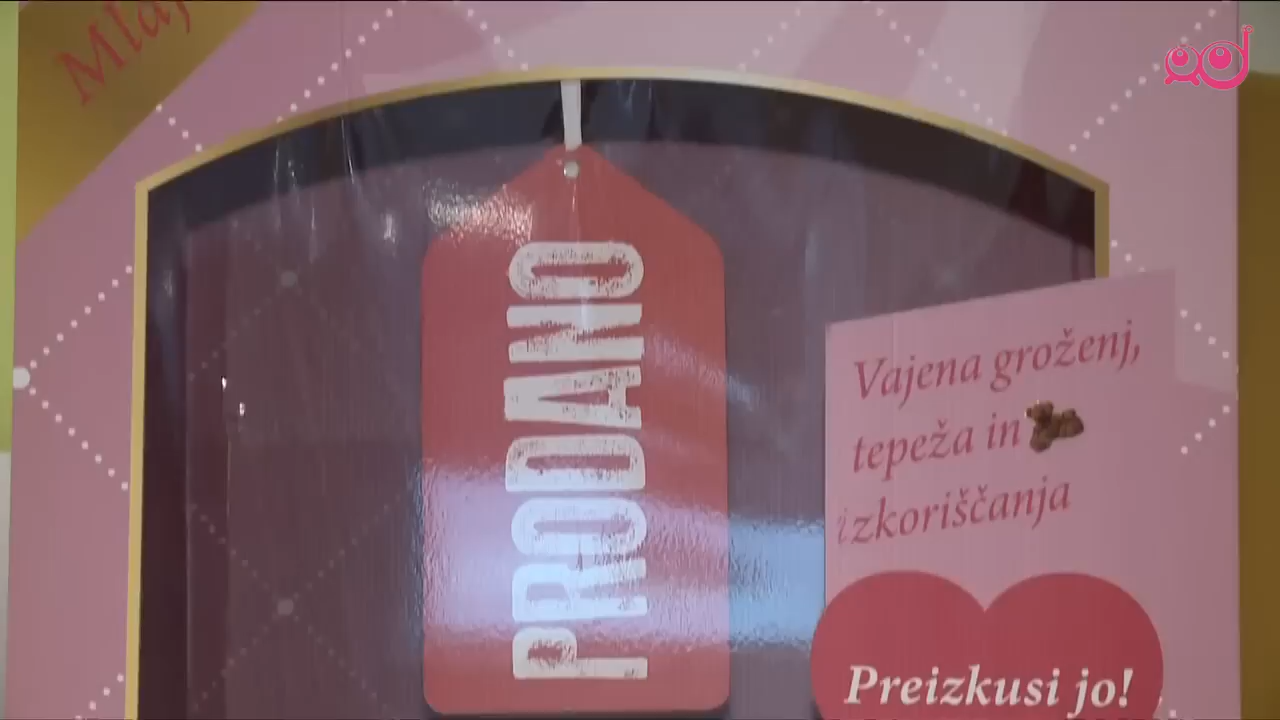 PRODANO
Vajena groženj,
tepeža in
izkoriščanja
Preizkusi jo!